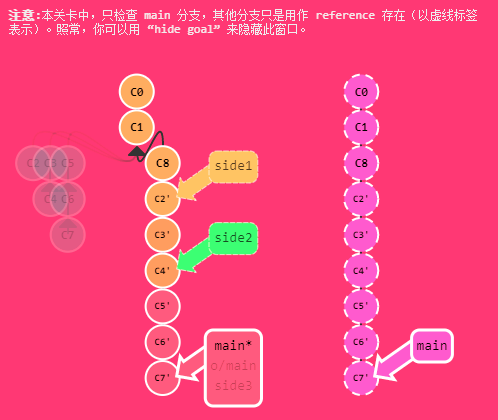 注意:本关卡中，只检查 main 分支，其他分支只是用作 reference 存在(以虚线标签
表示)。照常，你可以用 “hide goal” 来隐藏此窗口。
C0
C0
C1
C1
C2
C3
C5
C8
C8
side1
C4
C6
C2'
C2'
C7
C3'
C3'
side2
C4'
C4'
C5'
C5'
C6'
C6'
main*
main
o/main
C7'
C7'
side3